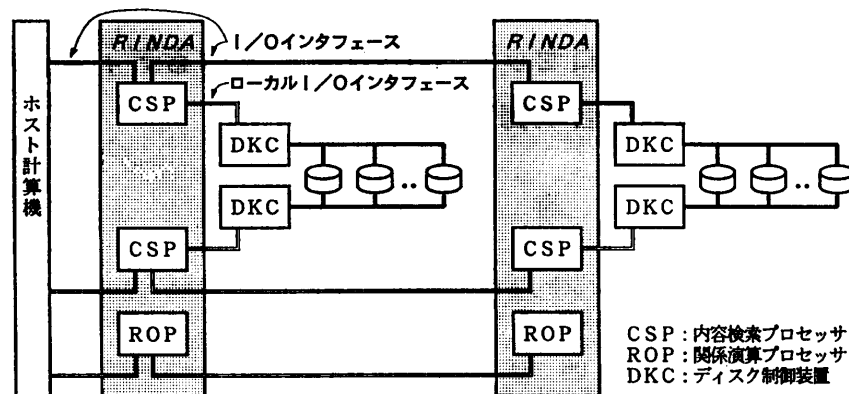 RINDA
I/Oインタフェース
RINDA
ローカルI/Oインタフェース
CSP
CSP
ホスト計算機
DKC
DKC
DKC
DKC
CSP
CSP
ROP
ROP
CSP:内容検索プロセッサ
ROP:関係演算プロセッサ
DKC:ディスク制御装置